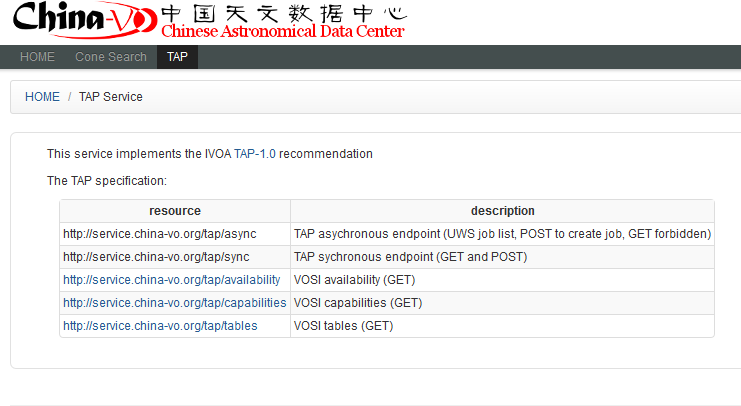 China-VO 中国天文数据中心
Chinese Astronomical Data Center
HOME Cone Search TAP
HOME / TAP Service
This service implements the IVOA TAP-1.0 recommendation
The TAP specification:
resource description
http://service.china-vo.org/tap/async TAP asychronous endpoint (UWS job list, POST to create job, GET forbidden)
http://service.china-vo.org/tap/sync TAP sychronous endpoint (GET and POST)
http://service.china-vo.org/tap/availability VOSI availability (GET)
http://service.china-vo.org/tap/capabilities VOSI capabilities (GET)
http://service.china-vo.org/tap/tables VOSI tables (GET)